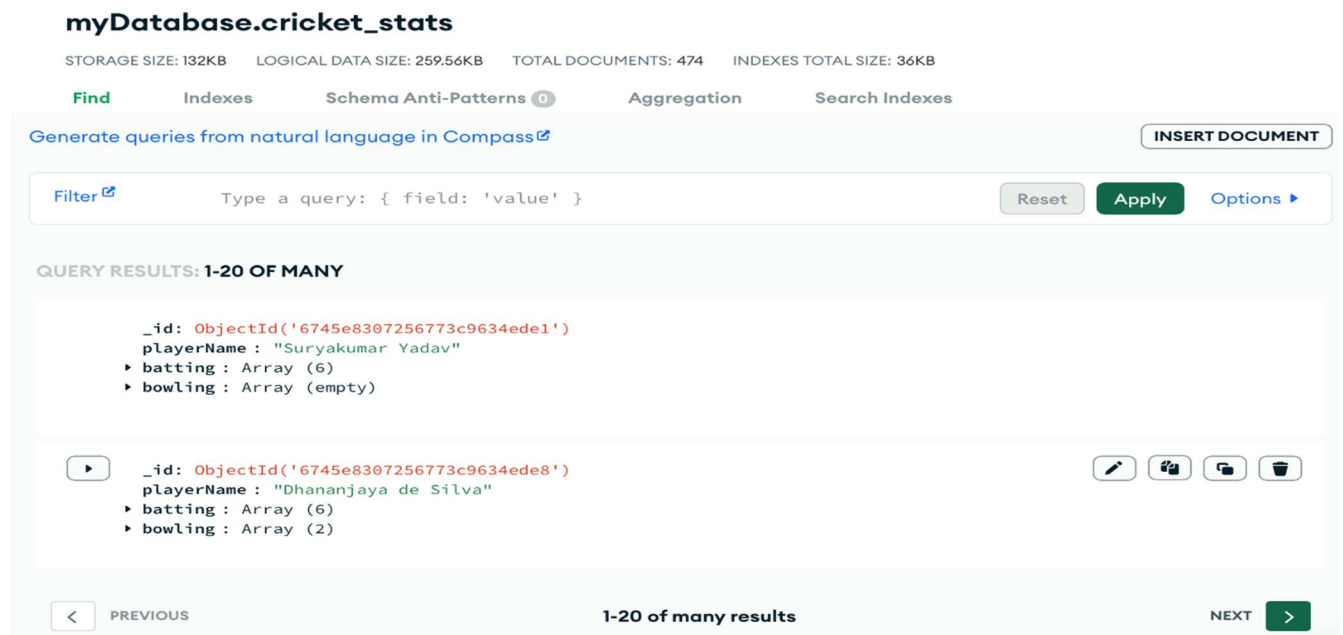 myDatabase.cricket_stats
STORAGE SIZE: 132KB LOGICAL DATA SIZE: 259.56KB TOTAL DOCUMENTS: 474 INDEXES TOTAL SIZE: 36KB
Find Indexes Schema Anti-Patterns 0 Aggregation Search Indexes
Generate queries from natural language in Compass INSERT DOCUMENT
Filter Type a query: { field: 'value' } Reset Apply Options
QUERY RESULTS: 1-20 OF MANY
_id: ObjectId('6745e8307256773c9634ede1')
playerName : "Suryakumar Yadav"
batting : Array (6)
bowling : Array (empty)
_id: ObjectId('6745e8307256773c9634ede8')
playerName : "Dhananjaya de Silva"
batting : Array (6)
bowling : Array (2)
PREVIOUS 1-20 of many results NEXT